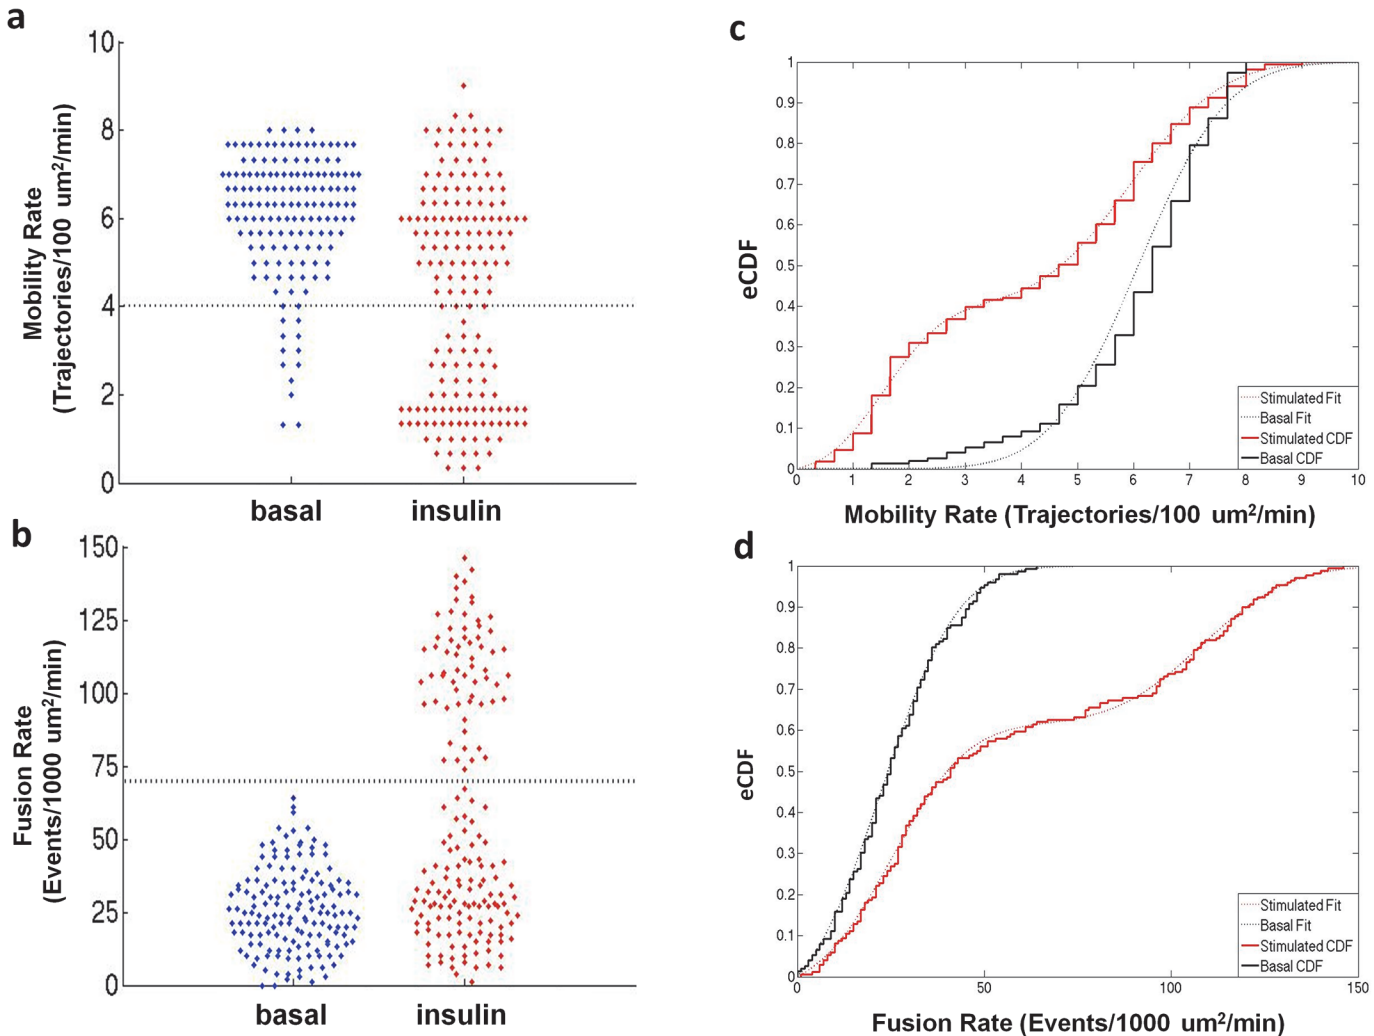 a
10
8
6
4
2
0
Mobility Rate
(Trajectories/100 um²/min)
basal
insulin
b
150
125
100
75
50
25
0
Fusion Rate
(Events/1000 um²/min)
basal
insulin
c
1
0.9
0.8
0.7
0.6
0.5
0.4
0.3
0.2
0.1
0
eCDF
0 1 2 3 4 5 6 7 8 9 10
Mobility Rate (Trajectories/100 um²/min)
Stimulated Fit
Basal Fit
Stimulated CDF
Basal CDF
d
1
0.9
0.8
0.7
0.6
0.5
0.4
0.3
0.2
0.1
0
eCDF
0 50 100 150
Fusion Rate (Events/1000 um²/min)
Stimulated Fit
Basal Fit
Stimulated CDF
Basal CDF